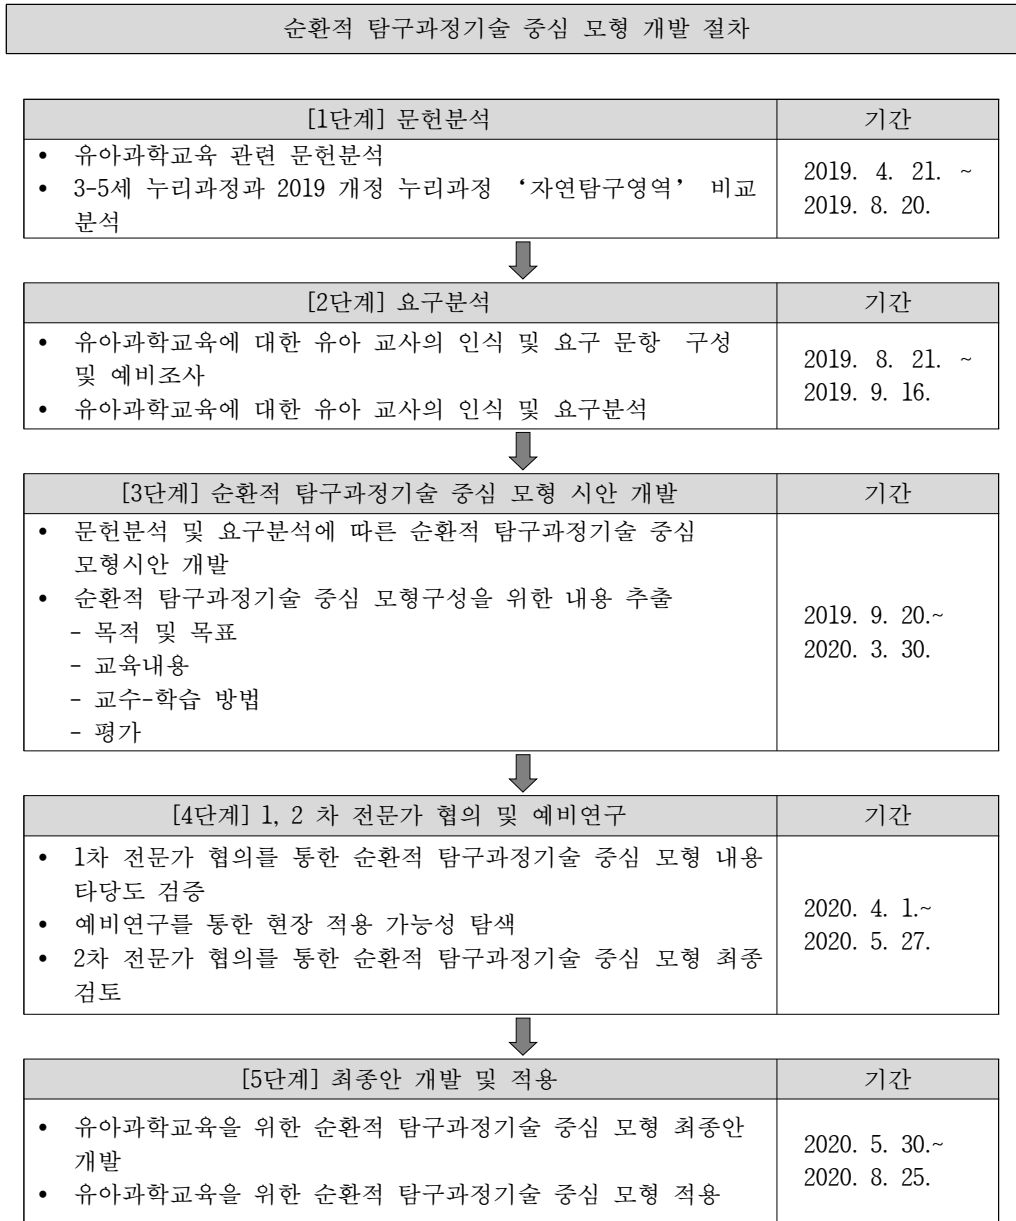 순환적 탐구과정기술 중심 모형 개발 절차
[1단계] 문헌분석 기간
• 유아과학교육 관련 문헌분석
• 3-5세 누리과정과 2019 개정 누리과정 ‘자연탐구영역’ 비교
분석
2019. 4. 21. ~
2019. 8. 20.
[2단계] 요구분석 기간
• 유아과학교육에 대한 유아 교사의 인식 및 요구 문항 구성
및 예비조사
• 유아과학교육에 대한 유아 교사의 인식 및 요구분석
2019. 8. 21. ~
2019. 9. 16.
[3단계] 순환적 탐구과정기술 중심 모형 시안 개발 기간
• 문헌분석 및 요구분석에 따른 순환적 탐구과정기술 중심
모형시안 개발
• 순환적 탐구과정기술 중심 모형구성을 위한 내용 추출
- 목적 및 목표
- 교육내용
- 교수-학습 방법
- 평가
2019. 9. 20.~
2020. 3. 30.
[4단계] 1, 2 차 전문가 협의 및 예비연구 기간
• 1차 전문가 협의를 통한 순환적 탐구과정기술 중심 모형 내용
타당도 검증
• 예비연구를 통한 현장 적용 가능성 탐색
• 2차 전문가 협의를 통한 순환적 탐구과정기술 중심 모형 최종
검토
2020. 4. 1.~
2020. 5. 27.
[5단계] 최종안 개발 및 적용 기간
• 유아과학교육을 위한 순환적 탐구과정기술 중심 모형 최종안
개발
• 유아과학교육을 위한 순환적 탐구과정기술 중심 모형 적용
2020. 5. 30.~
2020. 8. 25.